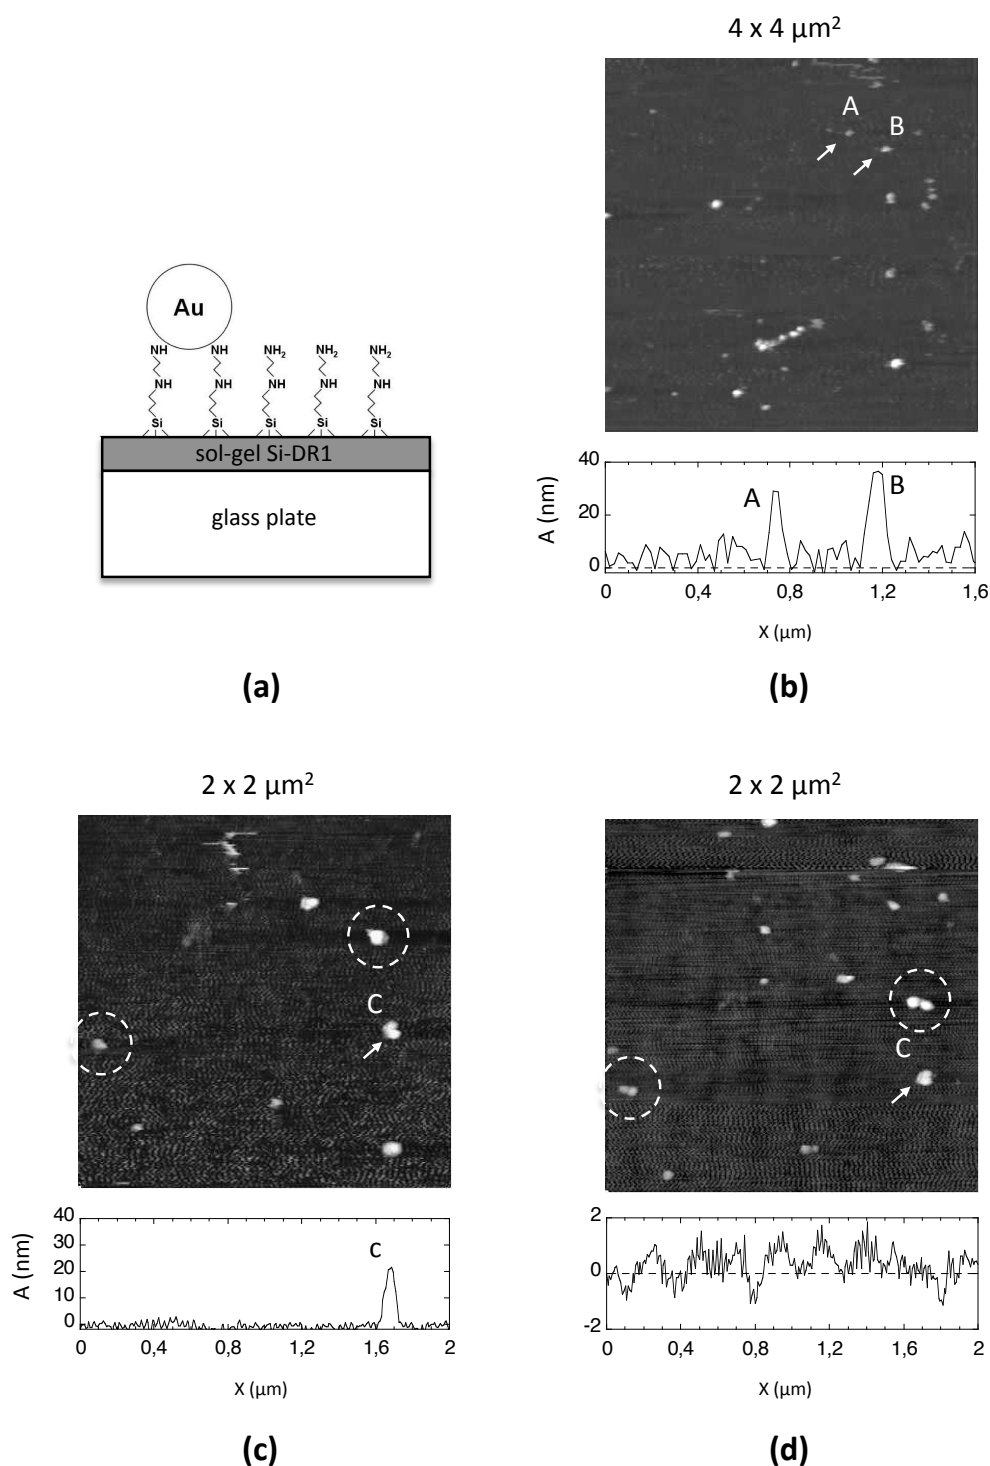 4 x 4 µm²
A
B
Au
NH NH NH₂ NH₂ NH₂
NH NH NH NH NH
Si Si Si Si Si
sol-gel Si-DR1
glass plate
40
20
0
A (nm)
A
B
0 0,4 0,8 1,2 1,6
X (µm)
(a)
(b)
2 x 2 µm²
2 x 2 µm²
C
C
40
30
20
10
0
A (nm)
c
0 0,4 0,8 1,2 1,6 2
X (µm)
2
0
-2
0 0,4 0,8 1,2 1,6 2
X (µm)
(c)
(d)